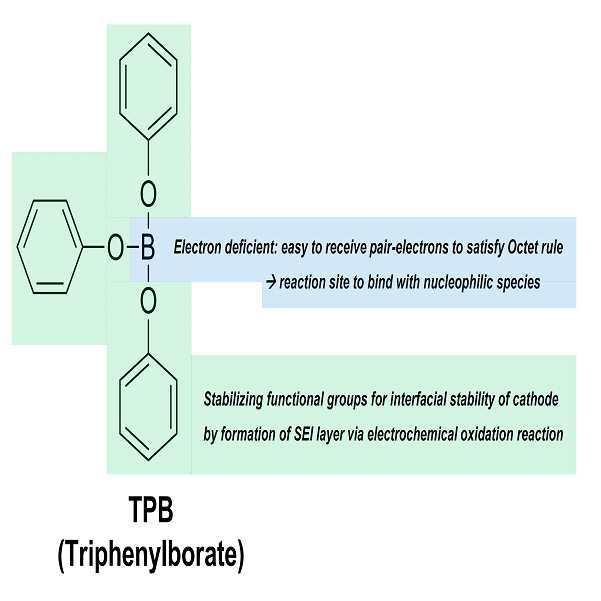 O
O–B
Electron deficient: easy to receive pair-electrons to satisfy Octet rule
→ reaction site to bind with nucleophilic species
O
Stabilizing functional groups for interfacial stability of cathode
by formation of SEI layer via electrochemical oxidation reaction
TPB
(Triphenylborate)